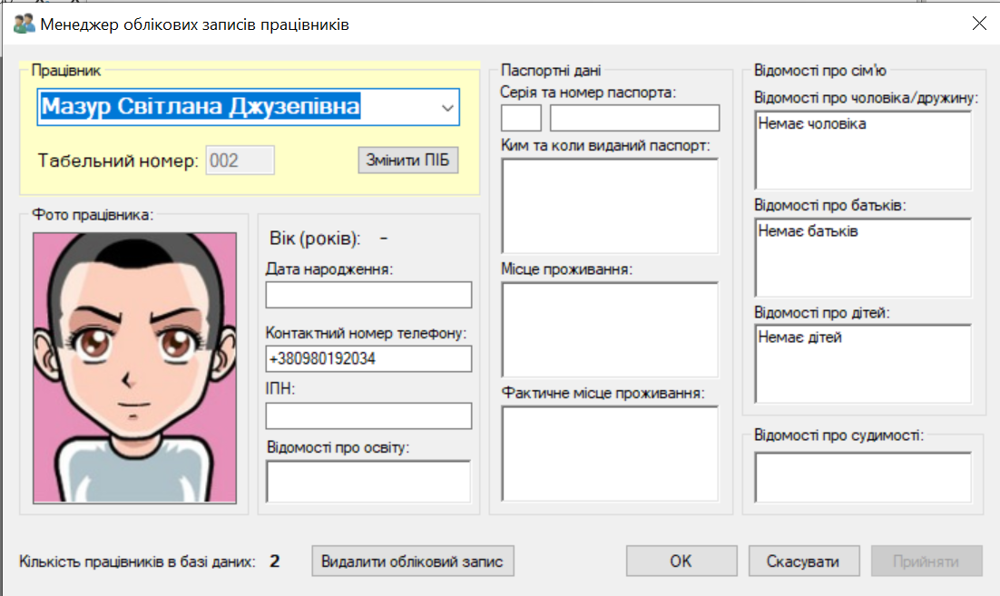 Менеджер облікових записів працівників
Працівник
Мазур Світлана Джузепівна
Табельний номер: 002
Змінити ПІБ
Фото працівника:
Вік (років): -
Дата народження:
Контактний номер телефону:
+380980192034
ІПН:
Відомості про освіту:
Паспортні дані
Серія та номер паспорта:
Ким та коли виданий паспорт:
Місце проживання:
Фактичне місце проживання:
Відомості про сім'ю
Відомості про чоловіка/дружину:
Немає чоловіка
Відомості про батьків:
Немає батьків
Відомості про дітей:
Немає дітей
Відомості про судимості:
Кількість працівників в базі даних: 2
Видалити обліковий запис
ОК
Скасувати
Прийняти